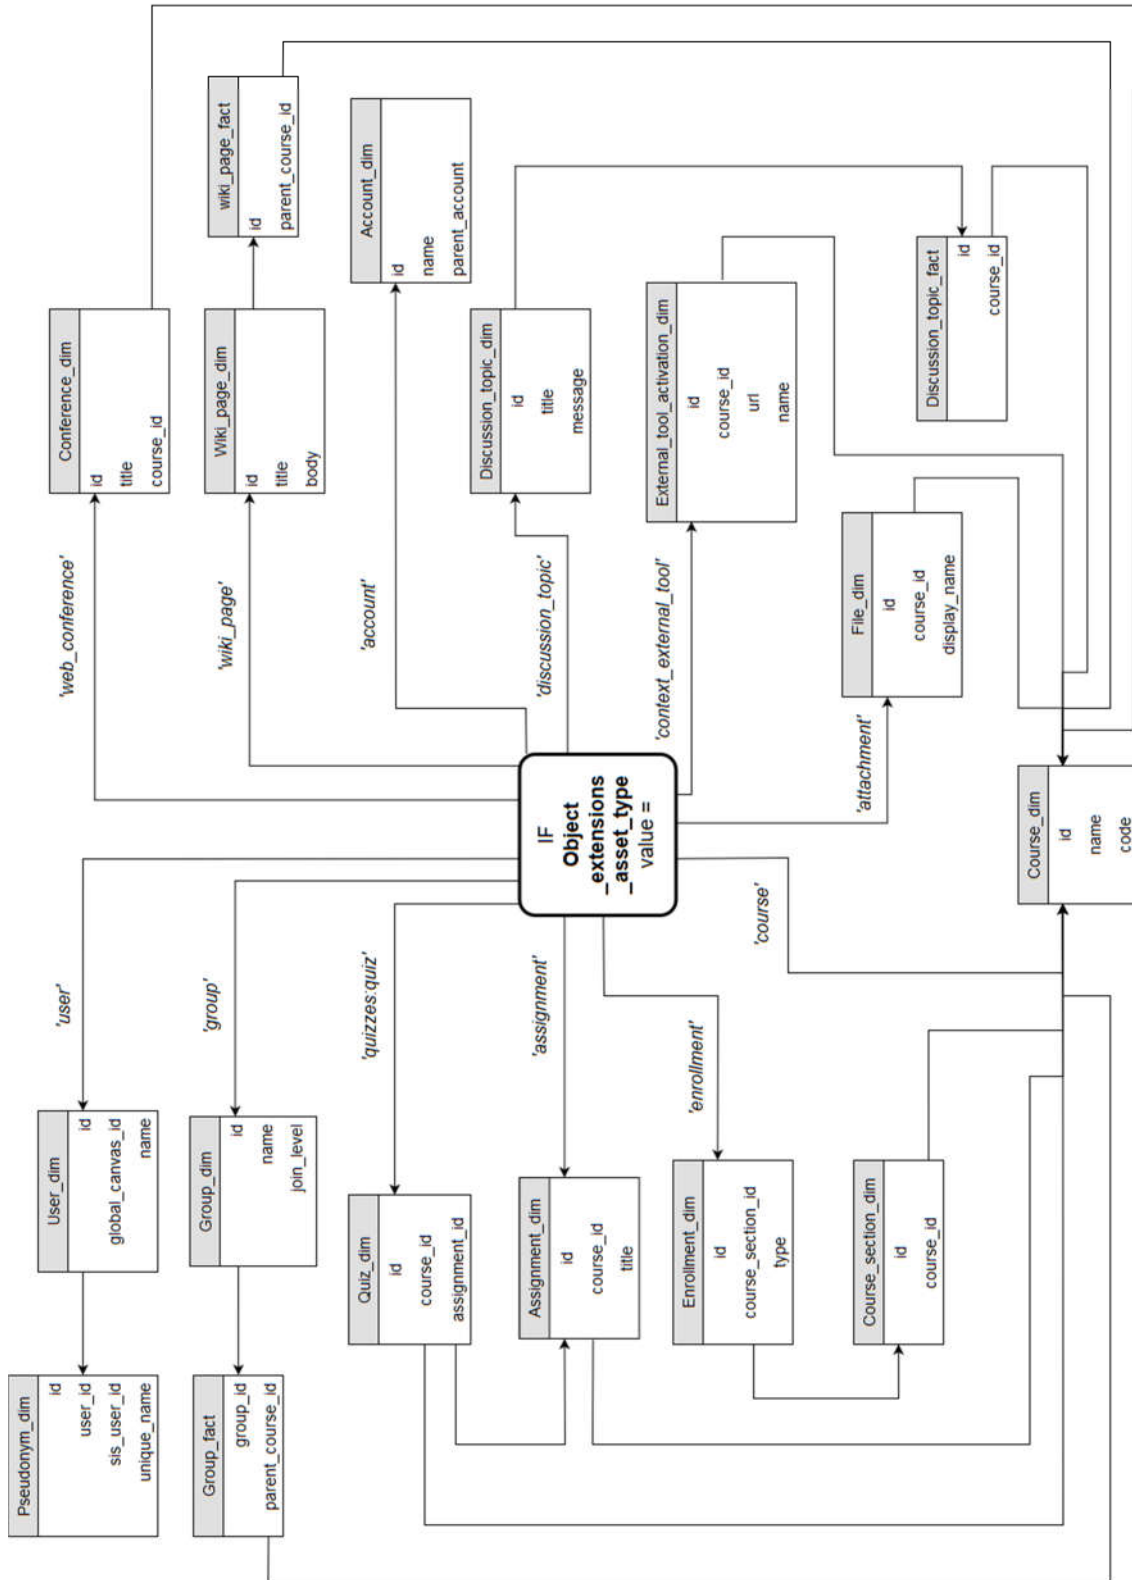 Pseudonym_dim
id
user_id
sis_user_id
unique_name
User_dim
id
global_canvas_id
name
'user'
'web_conference'
Conference_dim
id
title
course_id
Group_fact
group_id
parent_course_id
Group_dim
id
name
join_level
'group'
'wiki_page'
Wiki_page_dim
id
title
body
wiki_page_fact
id
parent_course_id
Quiz_dim
id
course_id
assignment_id
'quizzes:quiz'
'account'
Account_dim
id
name
parent_account
Assignment_dim
id
course_id
title
'assignment'
IF
Object
_extensions
_asset_type
value =
'discussion_topic'
Discussion_topic_dim
id
title
message
Enrollment_dim
id
course_section_id
type
'enrollment'
'course'
'context_external_tool'
External_tool_activation_dim
id
course_id
url
name
Course_section_dim
id
course_id
'attachment'
File_dim
id
course_id
display_name
Discussion_topic_fact
id
course_id
Course_dim
id
name
code